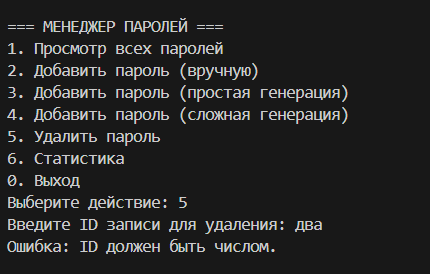 === МЕНЕДЖЕР ПАРОЛЕЙ ===
1. Просмотр всех паролей
2. Добавить пароль (вручную)
3. Добавить пароль (простая генерация)
4. Добавить пароль (сложная генерация)
5. Удалить пароль
6. Статистика
0. Выход
Выберите действие: 5
Введите ID записи для удаления: два
Ошибка: ID должен быть числом.